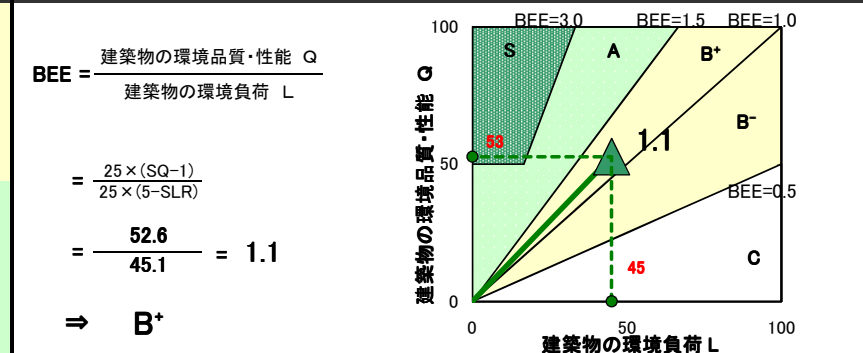 BEE = 建築物の環境品質・性能 Q
建築物の環境負荷 L
= 25×(SQ-1)
25×(5-SLR)
= 52.6
45.1
= 1.1
⇒ B⁺
BEE=3.0 BEE=1.5 BEE=1.0
100
S A B⁺
B⁻
53
1.1
50
BEE=0.5
45
C
0
0 50 100
建築物の環境品質・性能 Q
建築物の環境負荷 L